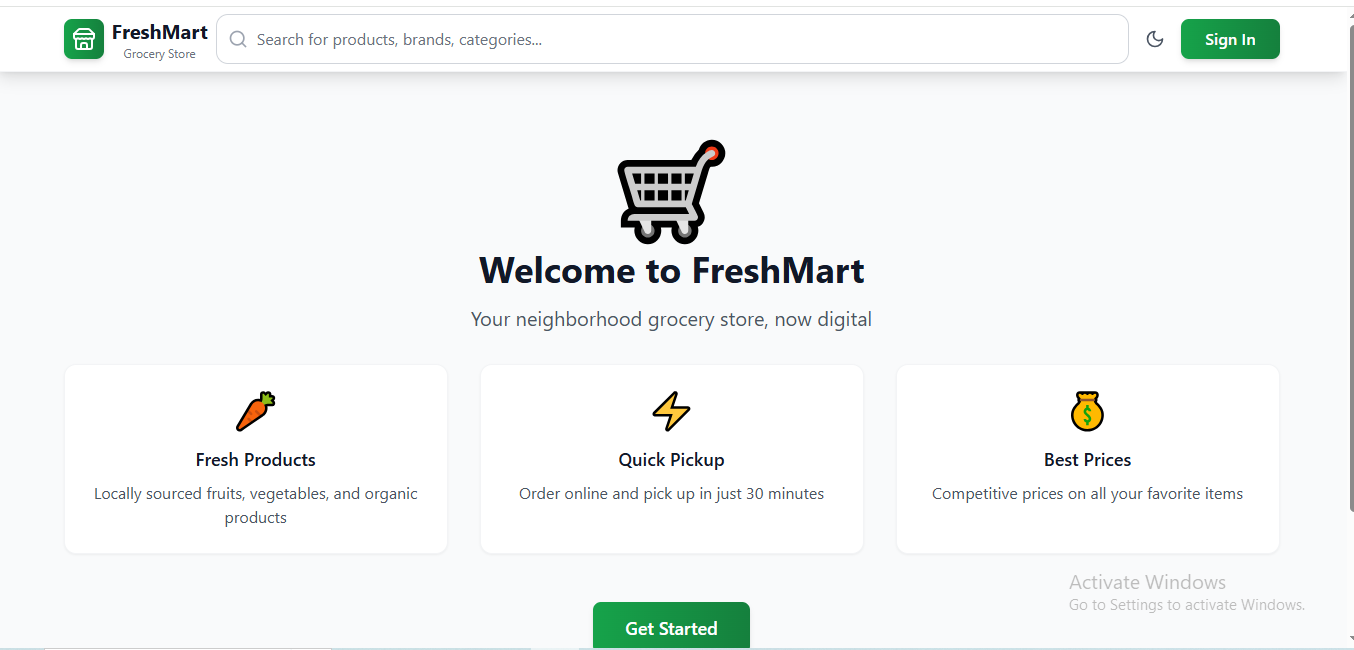 FreshMart
Grocery Store
Search for products, brands, categories...
Sign In
Welcome to FreshMart
Your neighborhood grocery store, now digital
Fresh Products
Locally sourced fruits, vegetables, and organic
products
Quick Pickup
Order online and pick up in just 30 minutes
$
Best Prices
Competitive prices on all your favorite items
Activate Windows
Go to Settings to activate Windows.
Get Started